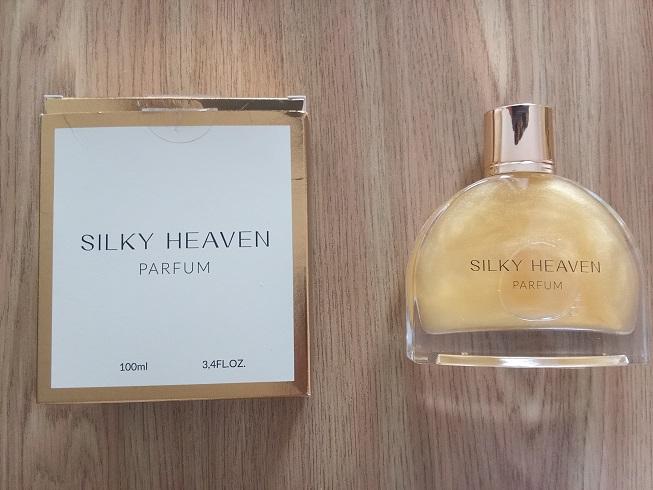 SILKY HEAVEN
PARFUM
100ml 3,4FL.OZ.
SILKY HEAVEN
PARFUM